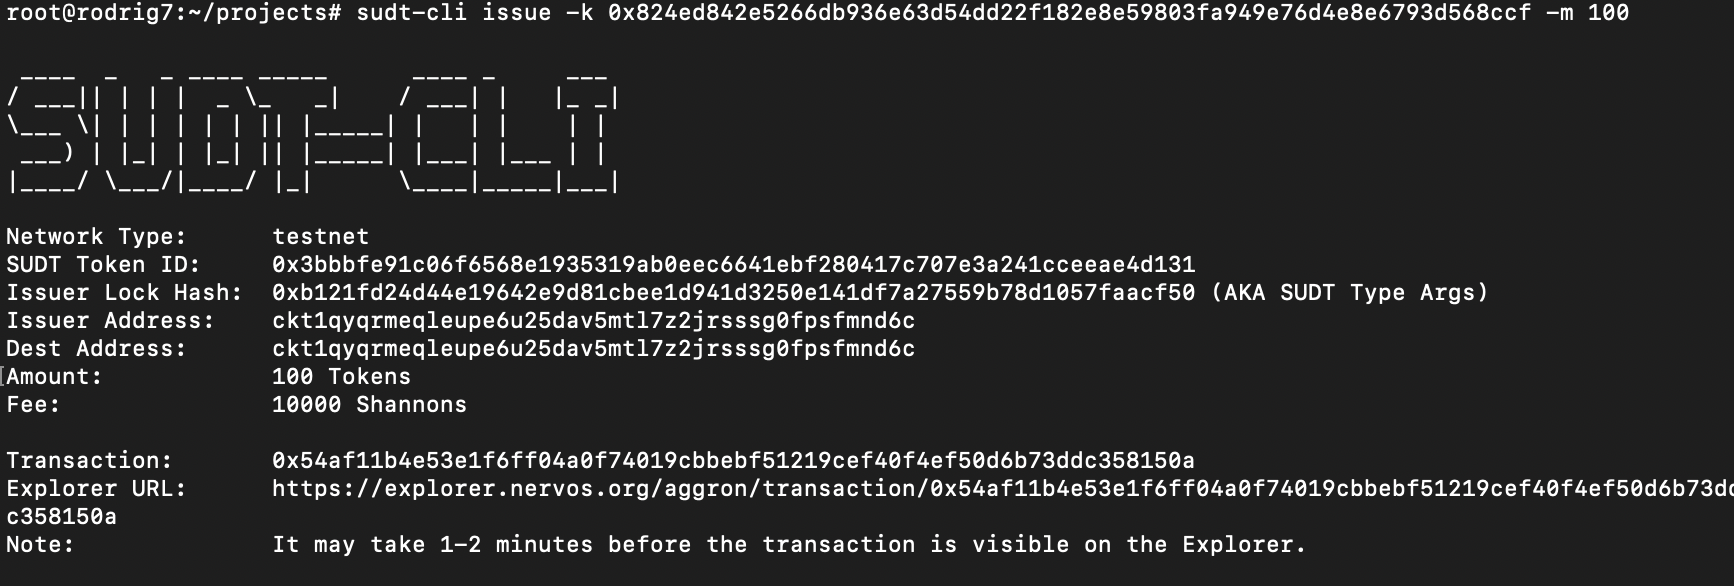 root@rodrig7:~/projects# sudt-cli issue -k 0x824ed842e5266db936e63d54dd22f182e8e59803fa949e76d4e8e6793d568ccf -m 100
SUDT-CLI
Network Type: testnet
SUDT Token ID: 0x3bbbfe91c06f6568e1935319ab0eec6641ebf280417c707e3a241cceeae4d131
Issuer Lock Hash: 0xb121fd24d44e19642e9d81cbee1d941d3250e141df7a27559b78d1057faacf50 (AKA SUDT Type Args)
Issuer Address: ckt1qyqrmeqleupe6u25dav5mtl7z2jrsssg0fpsfmnd6c
Dest Address: ckt1qyqrmeqleupe6u25dav5mtl7z2jrsssg0fpsfmnd6c
Amount: 100 Tokens
Fee: 10000 Shannons
Transaction: 0x54af11b4e53e1f6ff04a0f74019cbbebf51219cef40f4ef50d6b73ddc358150a
Explorer URL: https://explorer.nervos.org/aggron/transaction/0x54af11b4e53e1f6ff04a0f74019cbbebf51219cef40f4ef50d6b73dd
c358150a
Note: It may take 1-2 minutes before the transaction is visible on the Explorer.